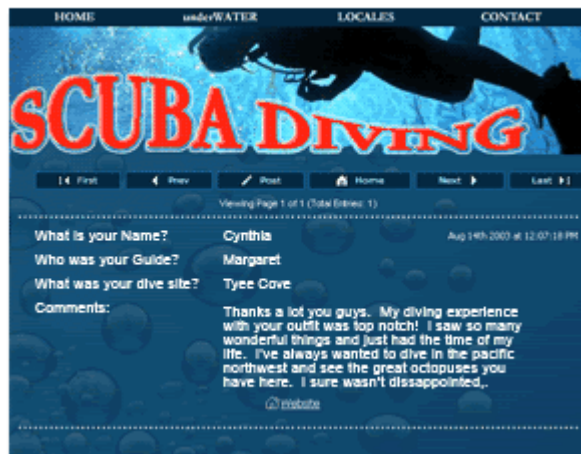 HOME underWATER LOCALES CONTACT
SCUBA DIVING
First Prev Post Home Next Last
Viewing Page 1 of 1 (Total Entries: 1)
What is your Name? Cynthia Aug 14th 2003 at 12:07:18 PM
Who was your Guide? Margaret
What was your dive site? Tyee Cove
Comments:
Thanks a lot you guys. My diving experience
with your outfit was top notch! I saw so many
wonderful things and just had the time of my
life. I've always wanted to dive in the pacific
northwest and see the great octopuses you
have here. I sure wasn't dissappointed,.
Website